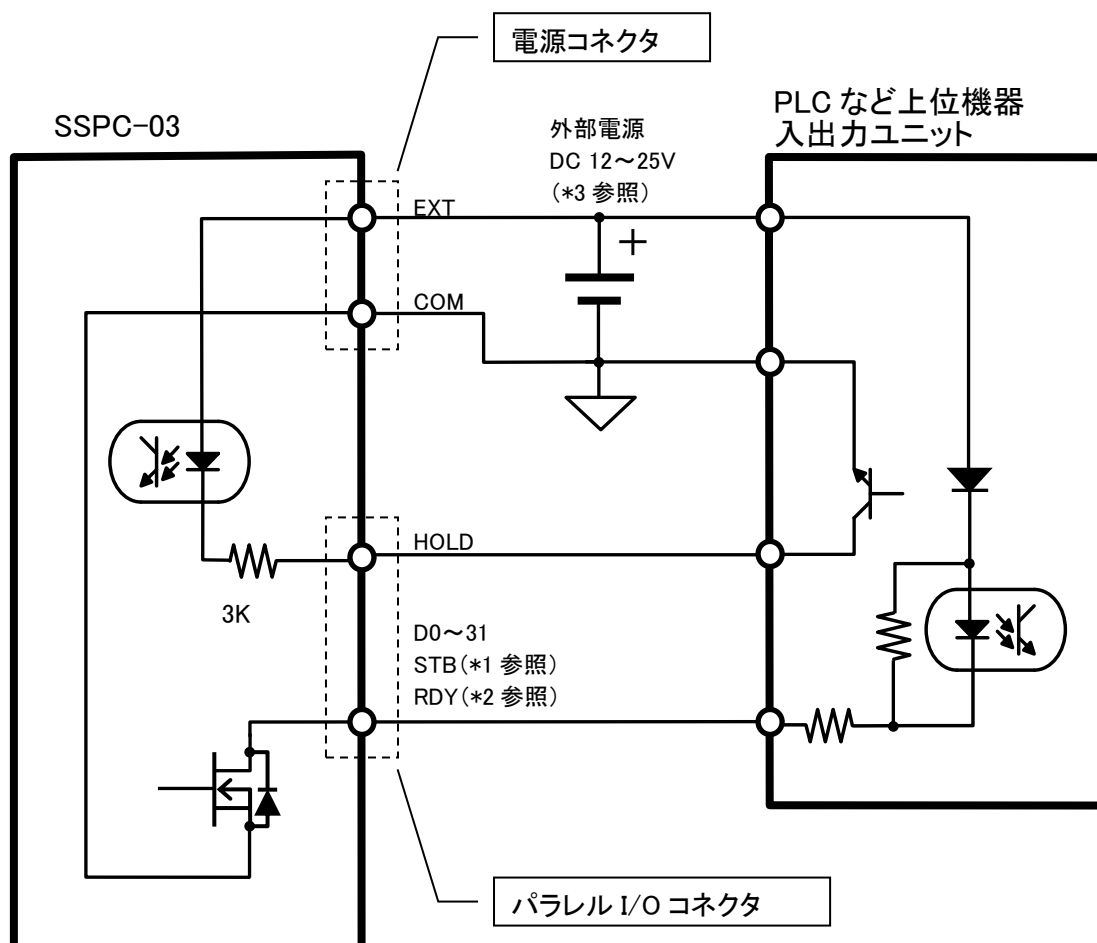 電源コネクタ
SSPC-03
外部電源
DC 12～25V
(*3 参照)
PLC など上位機器
入出力ユニット
EXT
+
COM
HOLD
3K
D0～31
STB(*1 参照)
RDY(*2 参照)
パラレル I/O コネクタ